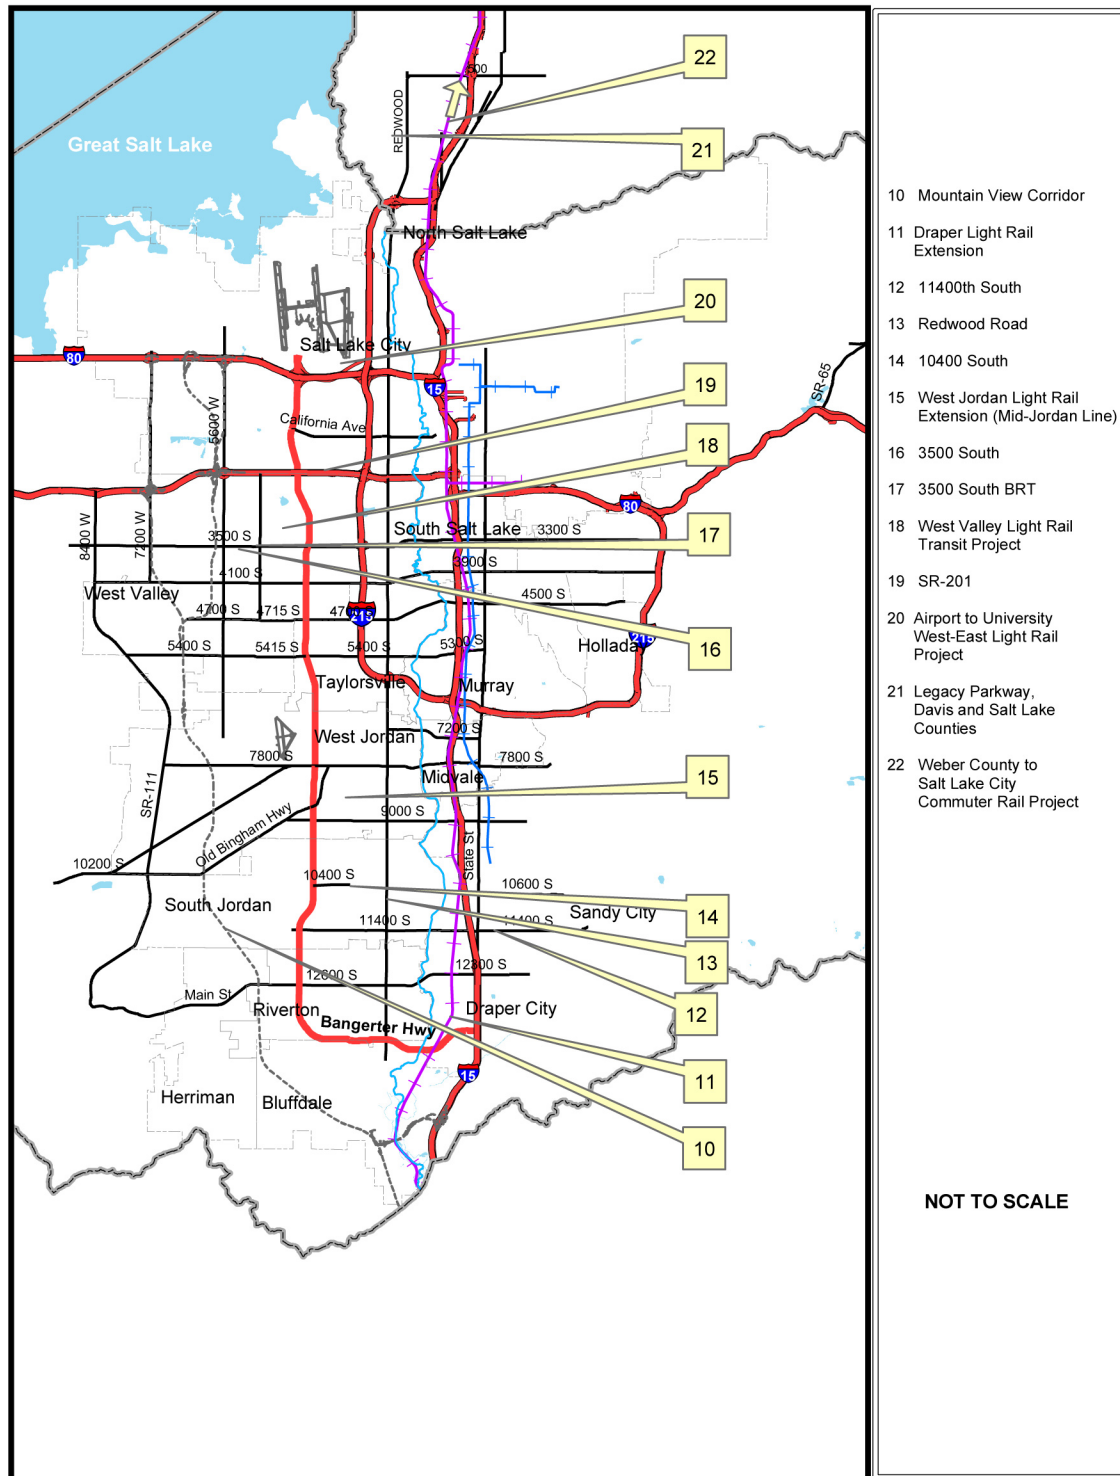 22
500
REDWOOD
Great Salt Lake
21
North Salt Lake
20
Salt Lake City
80
15
SR-65
19
5600 W
California Ave
18
80
8400 W
7200 W
3500 S
South Salt Lake
3300 S
17
4100 S
3900 S
West Valley
4700 S
4715 S
215
4500 S
16
5400 S
5415 S
5400 S
5300 S
Holladay
215
Taylorsville
Murray
West Jordan
7200 S
7800 S
7800 S
Midvale
15
SR-111
Old Bingham Hwy
9000 S
State St
10200 S
10400 S
10600 S
South Jordan
Sandy City
14
11400 S
11400 S
13
12600 S
12300 S
Main St
Riverton
Draper City
12
Bangerter Hwy
15
11
Herriman
Bluffdale
10
10 Mountain View Corridor
11 Draper Light Rail
Extension
12 11400th South
13 Redwood Road
14 10400 South
15 West Jordan Light Rail
Extension (Mid-Jordan Line)
16 3500 South
17 3500 South BRT
18 West Valley Light Rail
Transit Project
19 SR-201
20 Airport to University
West-East Light Rail
Project
21 Legacy Parkway,
Davis and Salt Lake
Counties
22 Weber County to
Salt Lake City
Commuter Rail Project
NOT TO SCALE